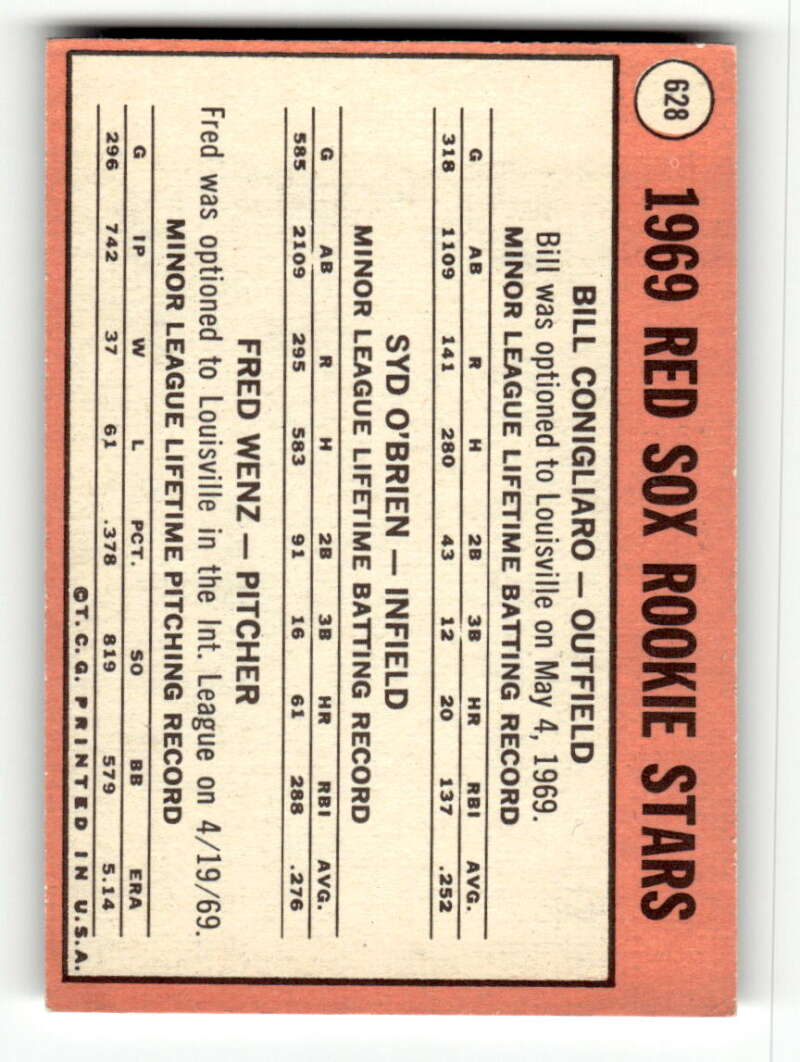 628
1969 RED SOX ROOKIE STARS
BILL CONIGLIARO — OUTFIELD
Bill was optioned to Louisville on May 4, 1969.
MINOR LEAGUE LIFETIME BATTING RECORD
G AB R H 2B 3B HR RBI AVG.
318 1109 141 280 43 12 20 137 .252
SYD O'BRIEN — INFIELD
MINOR LEAGUE LIFETIME BATTING RECORD
G AB R H 2B 3B HR RBI AVG.
585 2109 295 583 91 16 61 288 .276
FRED WENZ — PITCHER
Fred was optioned to Louisville in the Int. League on 4/19/69.
MINOR LEAGUE LIFETIME PITCHING RECORD
G IP W L PCT. SO BB ERA
296 742 37 61 .378 819 579 5.14
©T.C.G. PRINTED IN U.S.A.